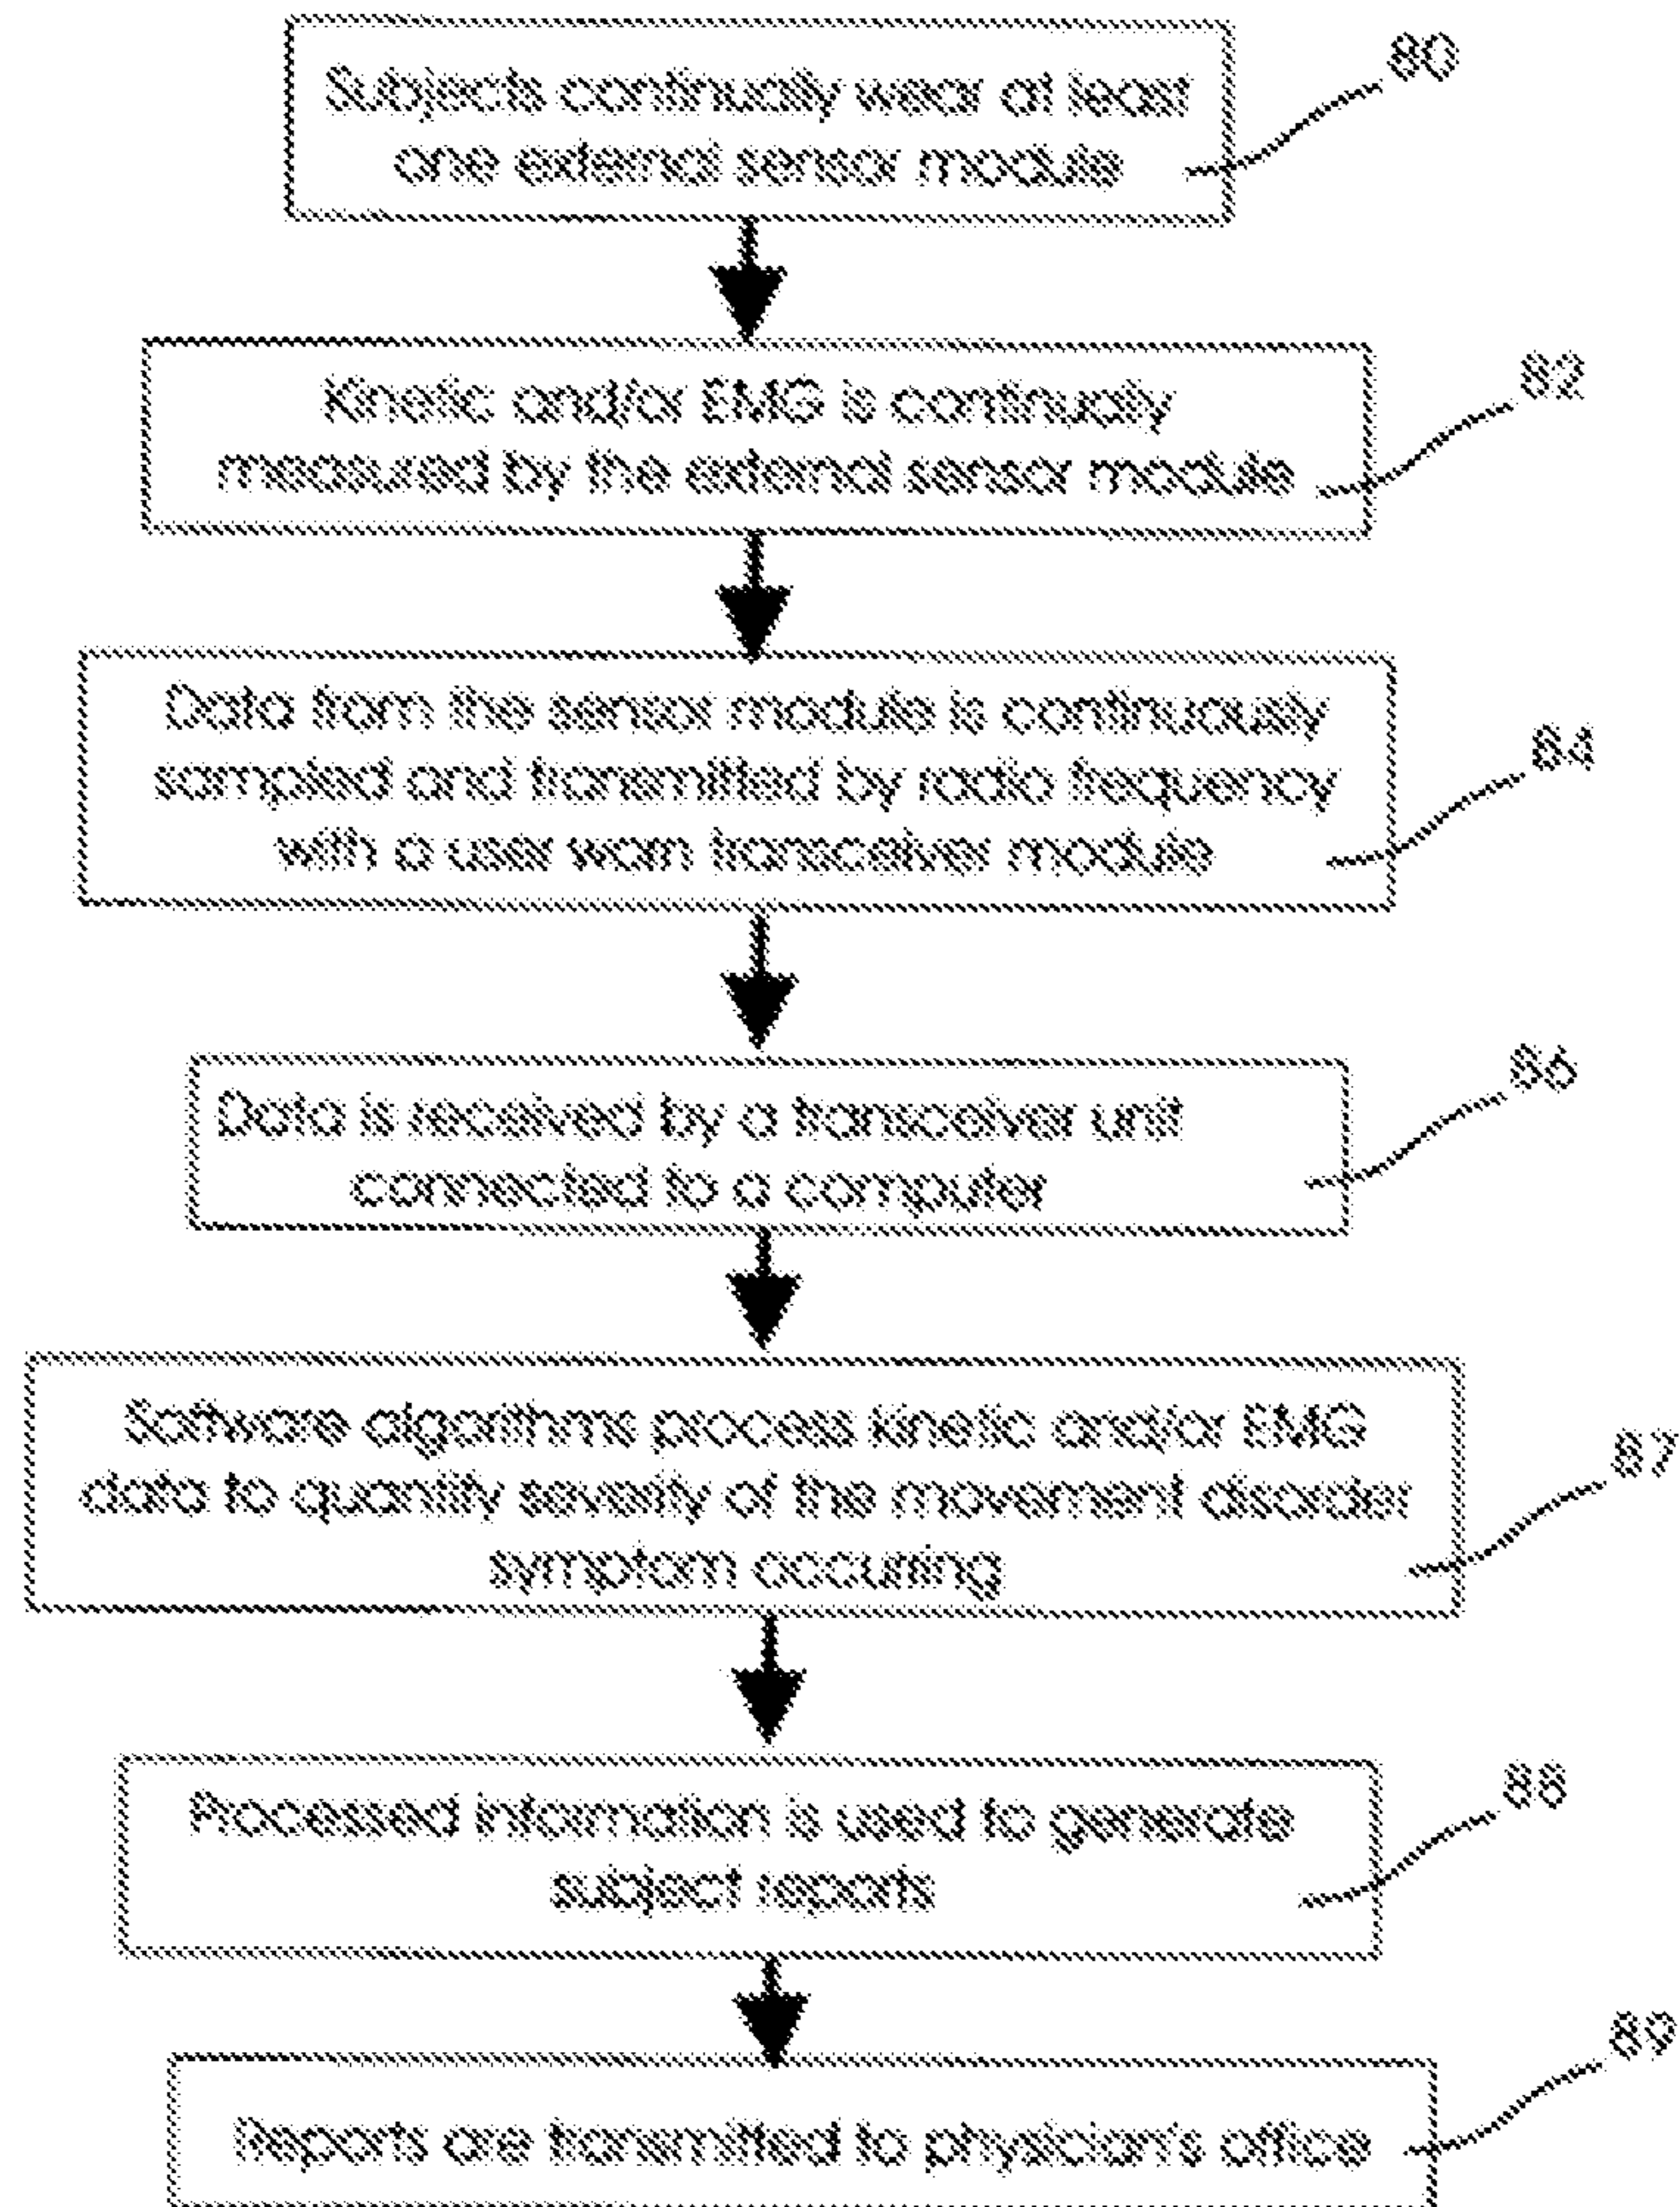 Subjects continually wear at least
one external sensor module
80
Kinetic and/or EMG is continually
measured by the external sensor module
82
Data from the sensor module is continuously
sampled and transmitted by radio frequency
with a user worn transceiver module
84
Data is received by a transceiver unit
connected to a computer
86
Software algorithms process kinetic and/or EMG
data to quantify severity of the movement disorder
symptom occurring
87
Processed information is used to generate
subject reports
88
Reports are transmitted to physician's office
89